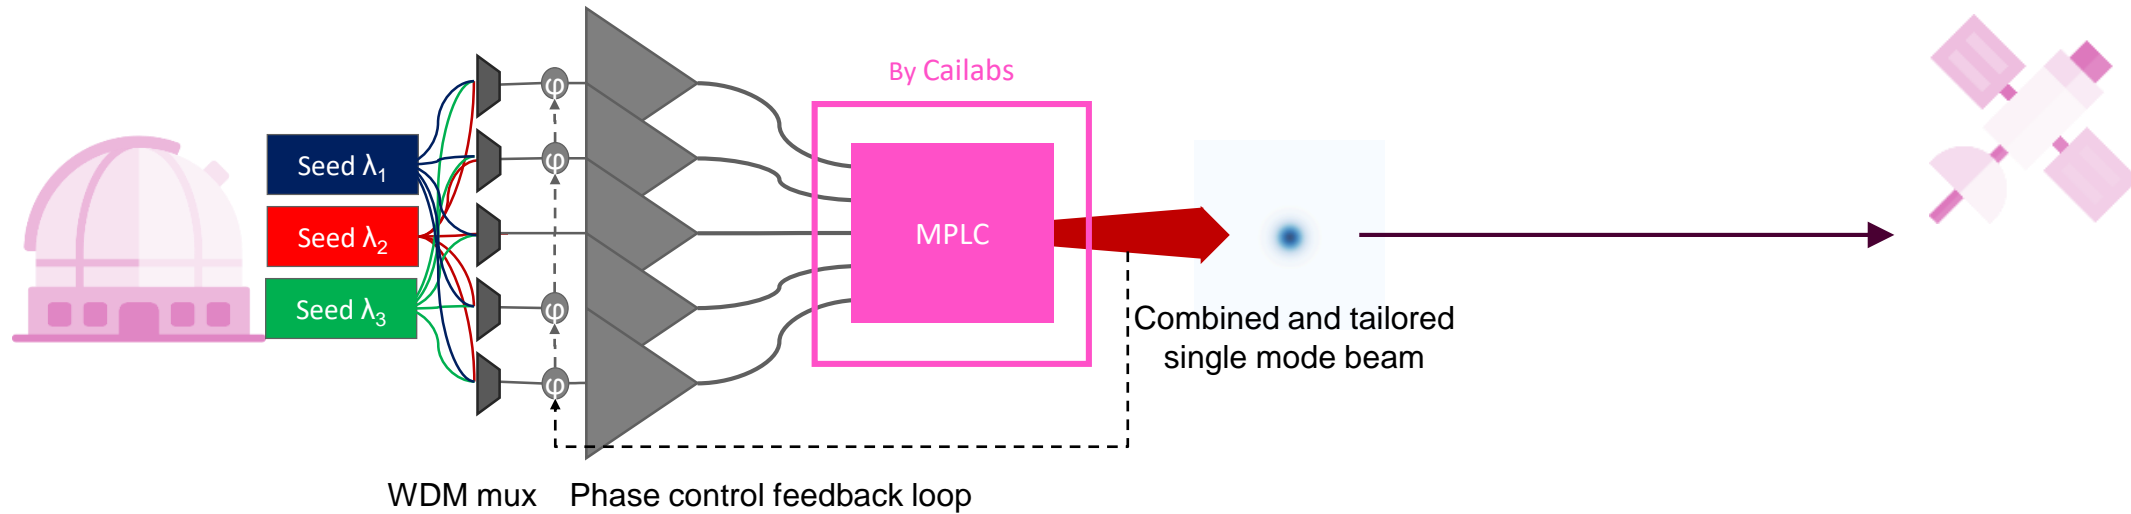 By Cailabs
Seed λ1
Seed λ2
Seed λ3
φ
φ
φ
φ
MPLC
Combined and tailored
single mode beam
WDM mux
Phase control feedback loop